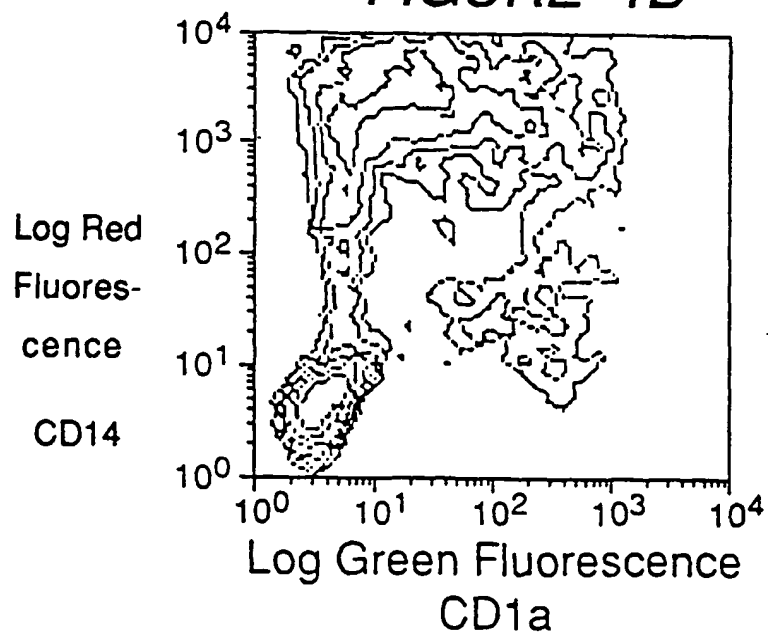 10⁴
10³
Log Red
Fluores-
cence
CD14
10²
10¹
10⁰
10⁰ 10¹ 10² 10³ 10⁴
Log Green Fluorescence
CD1a